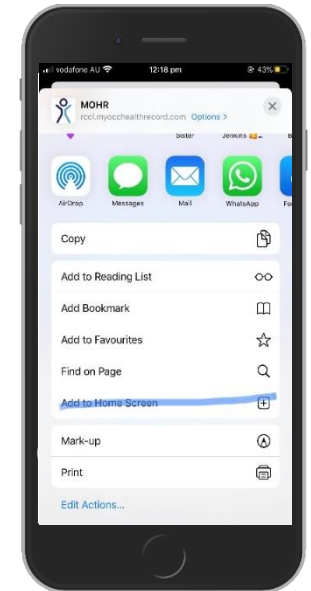 vodafone AU 12:18 pm 43%
MOHR
rccl.myocchealthrecord.com Options >
Sister Jenkins
AirDrop Messages Mail WhatsApp
Copy
Add to Reading List
Add Bookmark
Add to Favourites
Find on Page
Add to Home Screen
Mark-up
Print
Edit Actions...